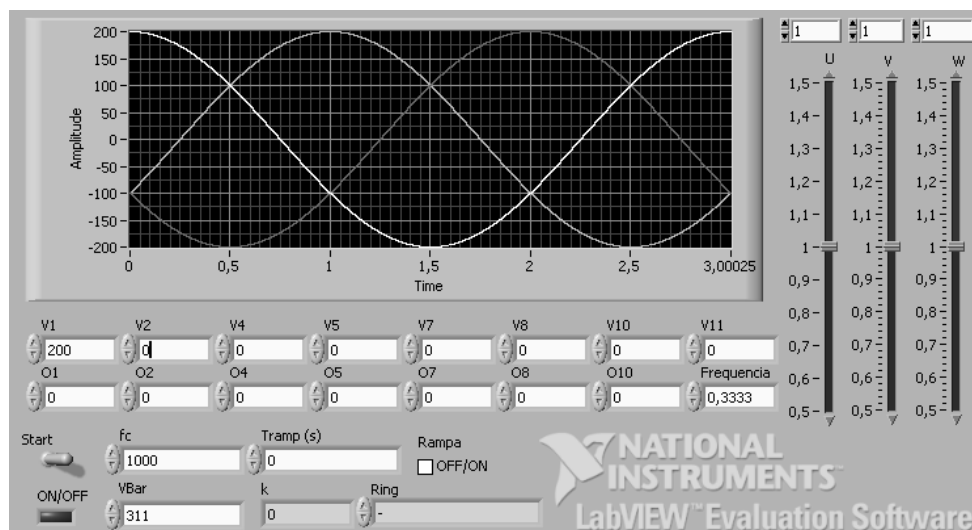 1 1 1
U V W
200
150
100
50
0
-50
-100
-150
-200
Amplitude
0 0,5 1 1,5 2 2,5 3,00025
Time
1,5 1,5 1,5
1,4 1,4 1,4
1,3 1,3 1,3
1,2 1,2 1,2
1,1 1,1 1,1
1 1 1
0,9 0,9 0,9
0,8 0,8 0,8
0,7 0,7 0,7
0,6 0,6 0,6
0,5 0,5 0,5
V1 V2 V4 V5 V7 V8 V10 V11
200 0 0 0 0 0 0 0
O1 O2 O4 O5 O7 O8 O10 Frequencia
0 0 0 0 0 0 0 0,3333
Start fc Tramp (s) Rampa
1000 0 OFF/ON
ON/OFF VBar k Ring
311 0 -
NATIONAL
INSTRUMENTS™
LabVIEW™ Evaluation Software